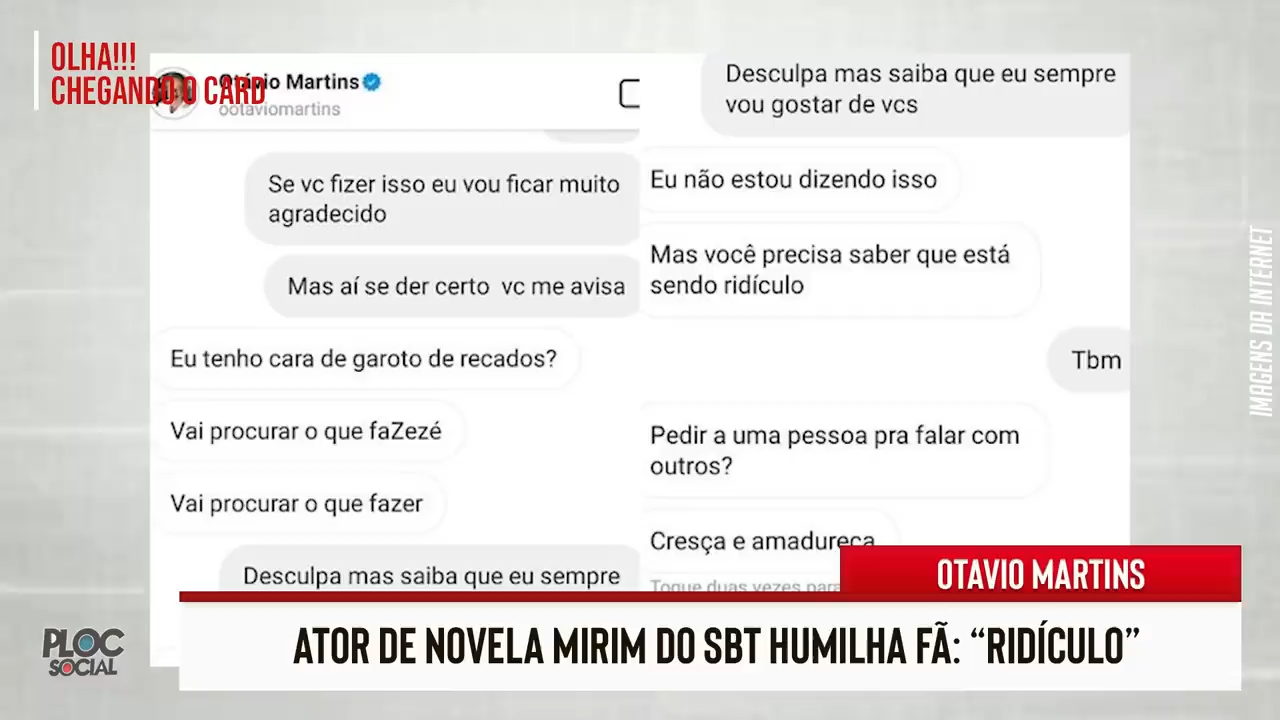 OLHA!!!
CHEGANDO O CARD
Otávio Martins
ootaviomartins
Se vc fizer isso eu vou ficar muito
agradecido
Mas aí se der certo vc me avisa
Eu tenho cara de garoto de recados?
Vai procurar o que faZezé
Vai procurar o que fazer
Desculpa mas saiba que eu sempre
Desculpa mas saiba que eu sempre
vou gostar de vcs
Eu não estou dizendo isso
Mas você precisa saber que está
sendo ridículo
Tbm
Pedir a uma pessoa pra falar com
outros?
Cresça e amadureça
Toque duas vezes para
IMAGENS DA INTERNET
OTAVIO MARTINS
ATOR DE NOVELA MIRIM DO SBT HUMILHA FÃ: “RIDÍCULO”
PLOC
SOCIAL